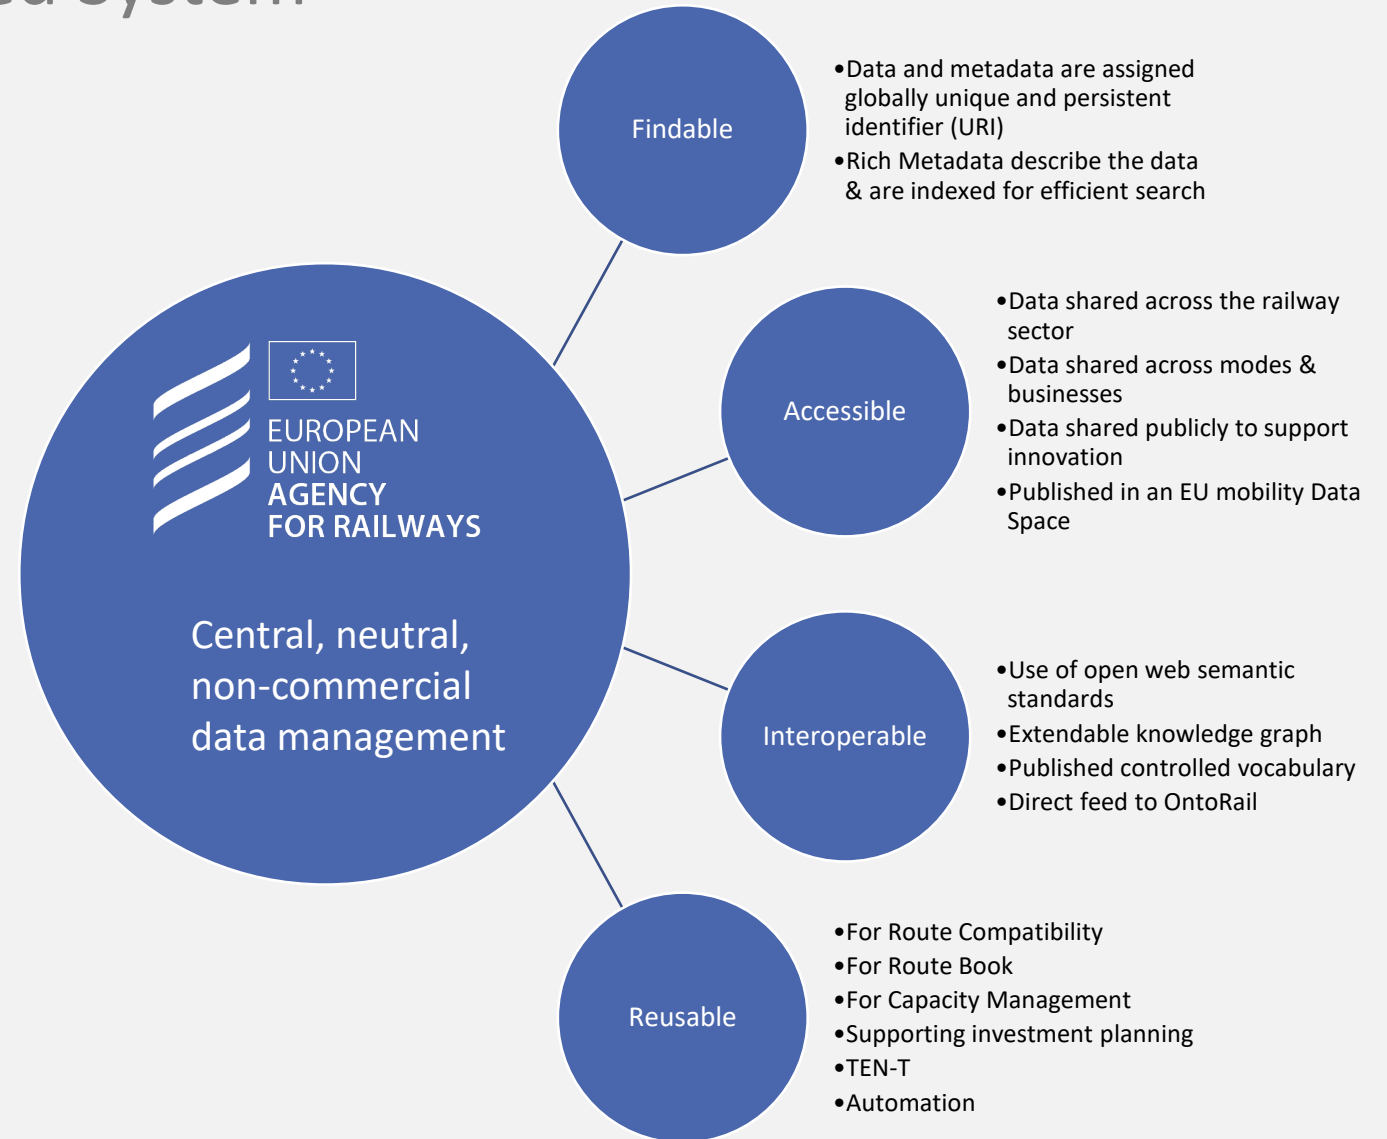 System
Findable
•Data and metadata are assigned
globally unique and persistent
identifier (URI)
•Rich Metadata describe the data
& are indexed for efficient search
EUROPEAN
UNION
AGENCY
FOR RAILWAYS
Central, neutral,
non-commercial
data management
Accessible
•Data shared across the railway
sector
•Data shared across modes &
businesses
•Data shared publicly to support
innovation
•Published in an EU mobility Data
Space
Interoperable
•Use of open web semantic
standards
•Extendable knowledge graph
•Published controlled vocabulary
•Direct feed to OntoRail
Reusable
•For Route Compatibility
•For Route Book
•For Capacity Management
•Supporting investment planning
•TEN-T
•Automation